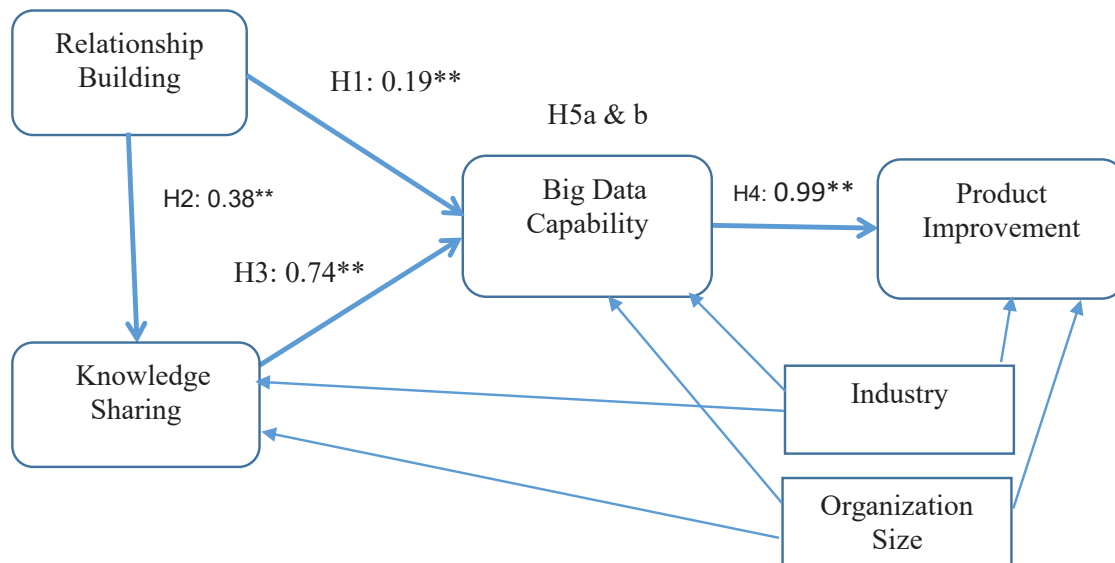 Relationship
Building
H1: 0.19**
H5a & b
H2: 0.38**
Big Data
Capability
H4: 0.99**
Product
Improvement
H3: 0.74**
Knowledge
Sharing
Industry
Organization
Size